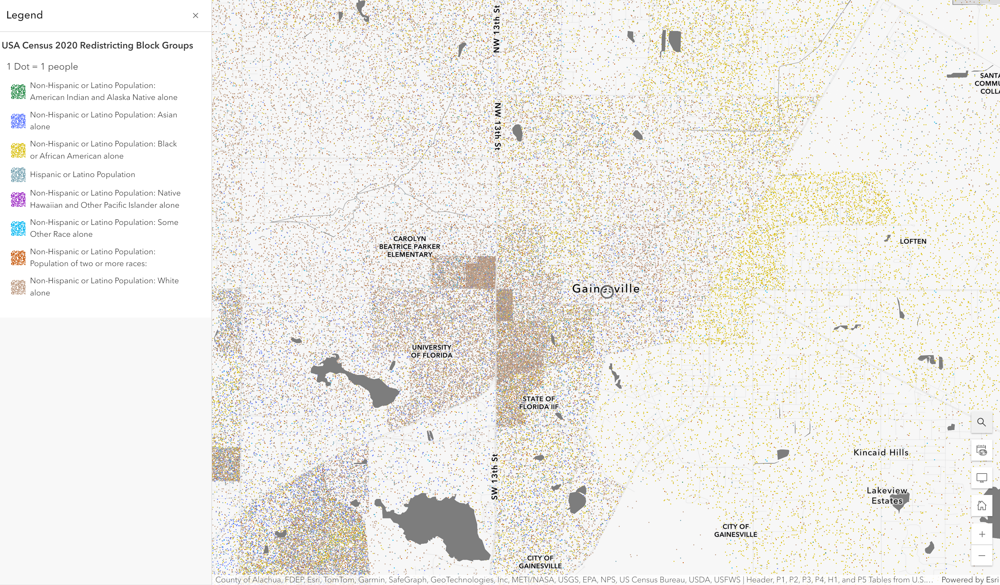 Legend
USA Census 2020 Redistricting Block Groups
1 Dot = 1 people
Non-Hispanic or Latino Population:
American Indian and Alaska Native alone
Non-Hispanic or Latino Population: Asian
alone
Non-Hispanic or Latino Population: Black
or African American alone
Hispanic or Latino Population
Non-Hispanic or Latino Population: Native
Hawaiian and Other Pacific Islander alone
Non-Hispanic or Latino Population: Some
Other Race alone
Non-Hispanic or Latino Population:
Population of two or more races:
Non-Hispanic or Latino Population: White
alone
NW 13th St
SANTA
COMMU
COLLA
NW 13th St
CAROLYN
BEATRICE PARKER
ELEMENTARY
LOFTEN
Gainesville
UNIVERSITY
OF FLORIDA
STATE OF
FLORIDA IIF
SW 13th St
Kincaid Hills
Lakeview
Estates
CITY OF
GAINESVILLE
CITY OF
GAINESVILLE
County of Alachua, FDEP, Esri, TomTom, Garmin, SafeGraph, GeoTechnologies, Inc, METI/NASA, USGS, EPA, NPS, US Census Bureau, USDA, USFWS | Header, P1, P2, P3, P4, H1, and P5 Tables from U.S.... Powered by Esri